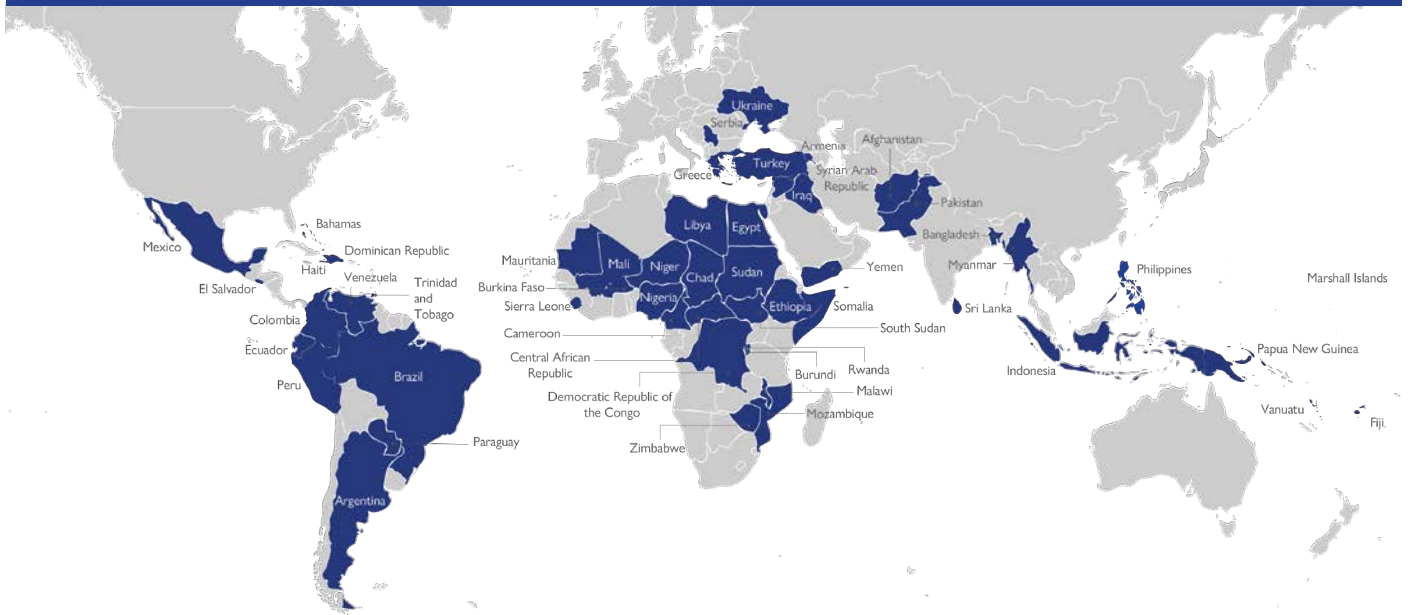 Ukraine
Serbia
Armenia
Afghanistan
Turkey
Greece
Syrian Arab
Republic
Iraq
Pakistan
Bahamas
Mexico
Dominican Republic
Haiti
Venezuela
El Salvador
Trinidad
and
Tobago
Colombia
Ecuador
Peru
Brazil
Paraguay
Argentina
Libya
Egypt
Mauritania
Mali
Niger
Chad
Sudan
Yemen
Burkina Faso
Sierra Leone
Nigeria
Ethiopia
Somalia
Cameroon
South Sudan
Central African
Republic
Rwanda
Burundi
Democratic Republic of
the Congo
Malawi
Mozambique
Zimbabwe
Bangladesh
Myanmar
Philippines
Marshall Islands
Sri Lanka
Indonesia
Papua New Guinea
Vanuatu
Fiji